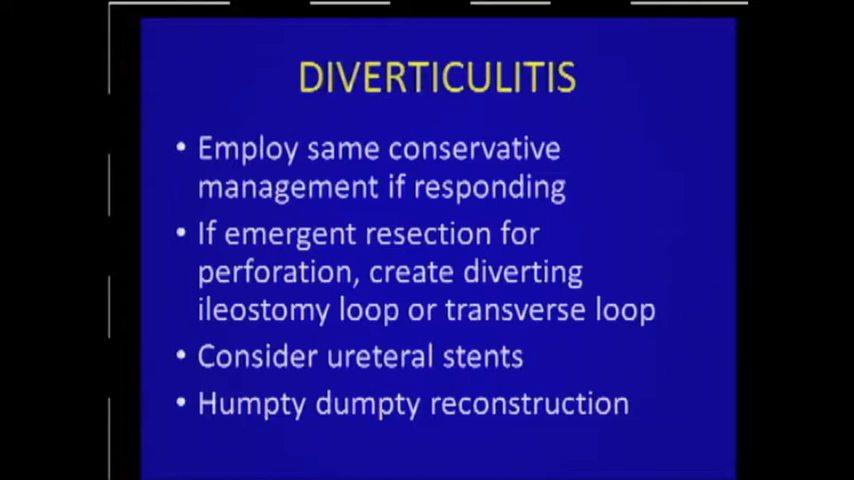 DIVERTICULITIS
• Employ same conservative
management if responding
• If emergent resection for
perforation, create diverting
ileostomy loop or transverse loop
• Consider ureteral stents
• Humpty dumpty reconstruction